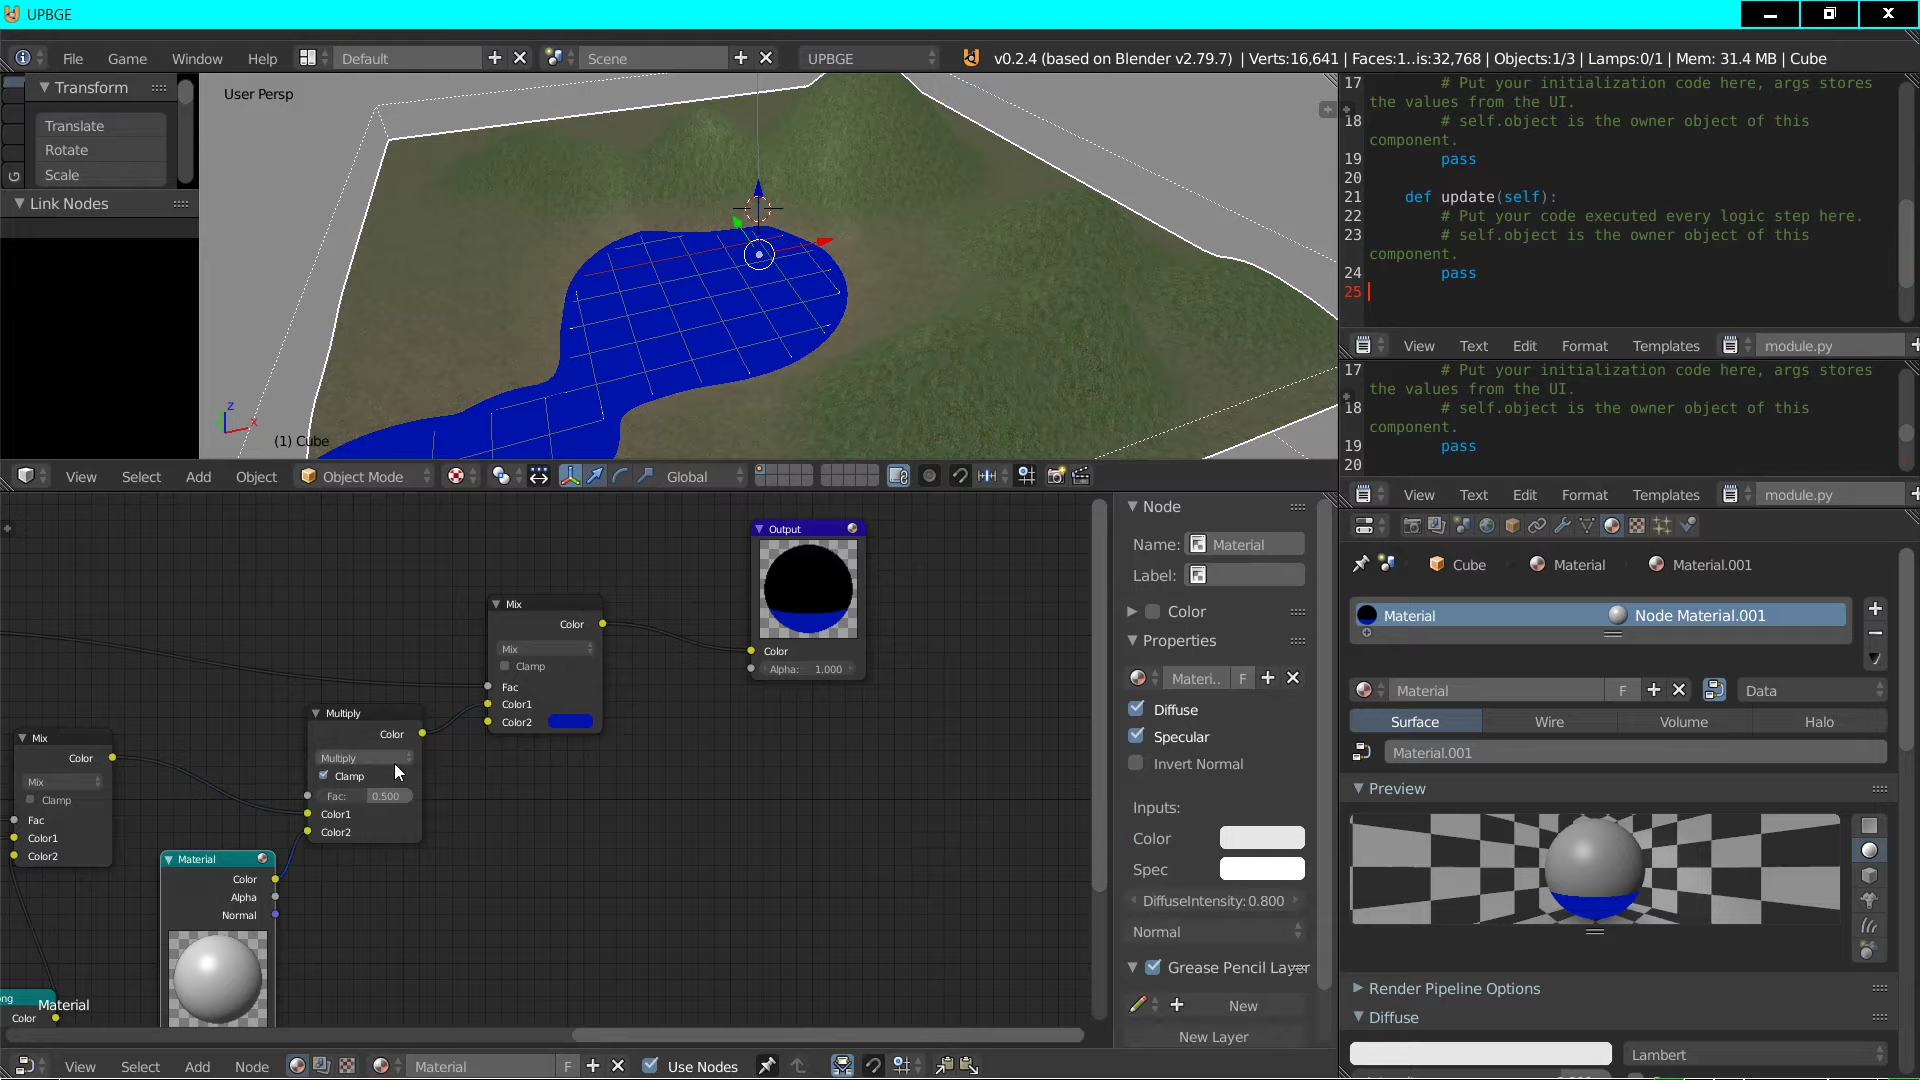 UPBGE
File Game Window Help Default Scene UPBGE v0.2.4 (based on Blender v2.79.7) | Verts:16,641 | Faces:1..is:32,768 | Objects:1/3 | Lamps:0/1 | Mem: 31.4 MB | Cube
Transform
Translate
Rotate
Scale
Link Nodes
G
User Persp
z
x
(1) Cube
17 # Put your initialization code here, args stores
the values from the UI.
18 # self.object is the owner object of this
component.
19 pass
20
21 def update(self):
22 # Put your code executed every logic step here.
23 # self.object is the owner object of this
component.
24 pass
25
View Text Edit Format Templates module.py
17 # Put your initialization code here, args stores
the values from the UI.
18 # self.object is the owner object of this
component.
19 pass
20
View Text Edit Format Templates module.py
View Select Add Object Object Mode Global
Output
Color
Alpha: 1.000
Mix
Color
Mix
Clamp
Fac
Color1
Color2
Multiply
Color
Multiply
Clamp
Fac: 0.500
Color1
Color2
Mix
Color
Mix
Clamp
Fac
Color1
Color2
Material
Color
Alpha
Normal
ng
Color
Material
Node
Name: Material
Label:
Color
Properties
Materi.. F
Diffuse
Specular
Invert Normal
Inputs:
Color
Spec
DiffuseIntensity: 0.800
Normal
Grease Pencil Layer
New
New Layer
View Select Add Node Material F Use Nodes
Cube Material Material.001
Material Node Material.001
Material F Data
Surface Wire Volume Halo
Material.001
Preview
Render Pipeline Options
Diffuse
Lambert